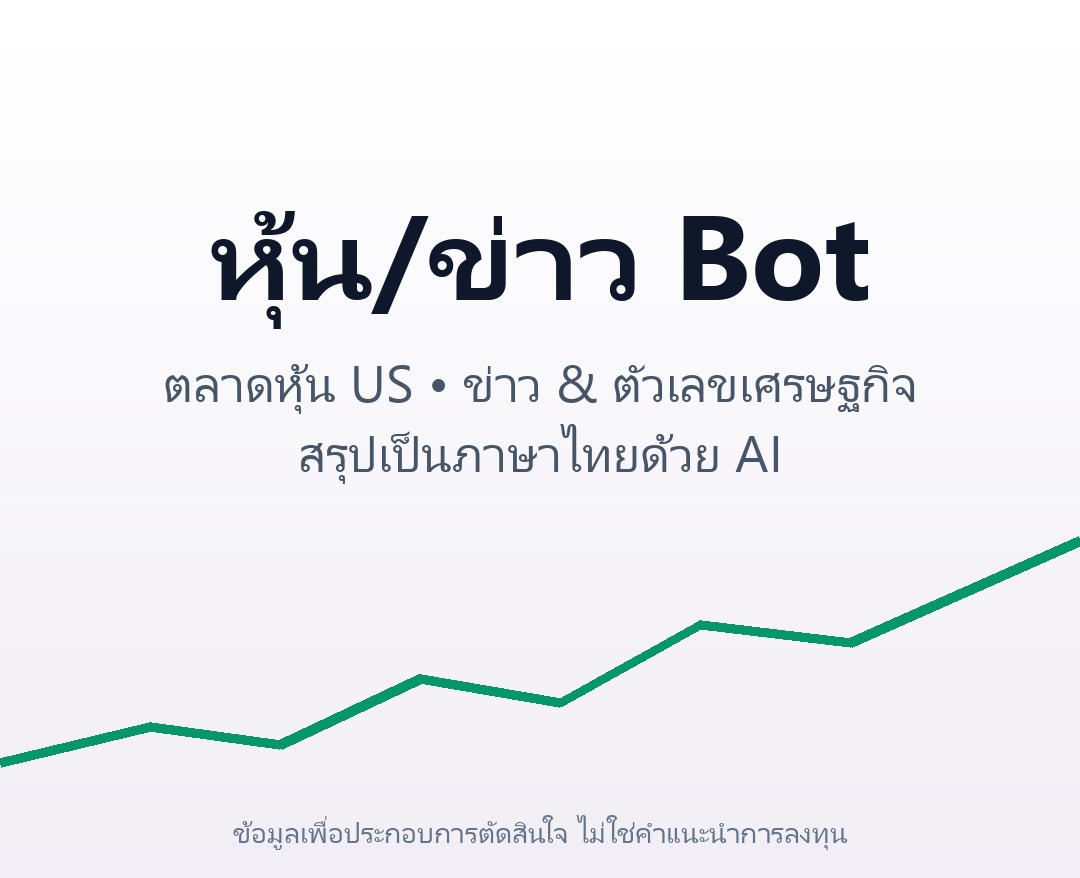 หุ้น/ข่าว Bot
ตลาดหุ้น US • ข่าว & ตัวเลขเศรษฐกิจ
สรุปเป็นภาษาไทยด้วย AI
ข้อมูลเพื่อประกอบการตัดสินใจ ไม่ใช่คำแนะนำการลงทุน